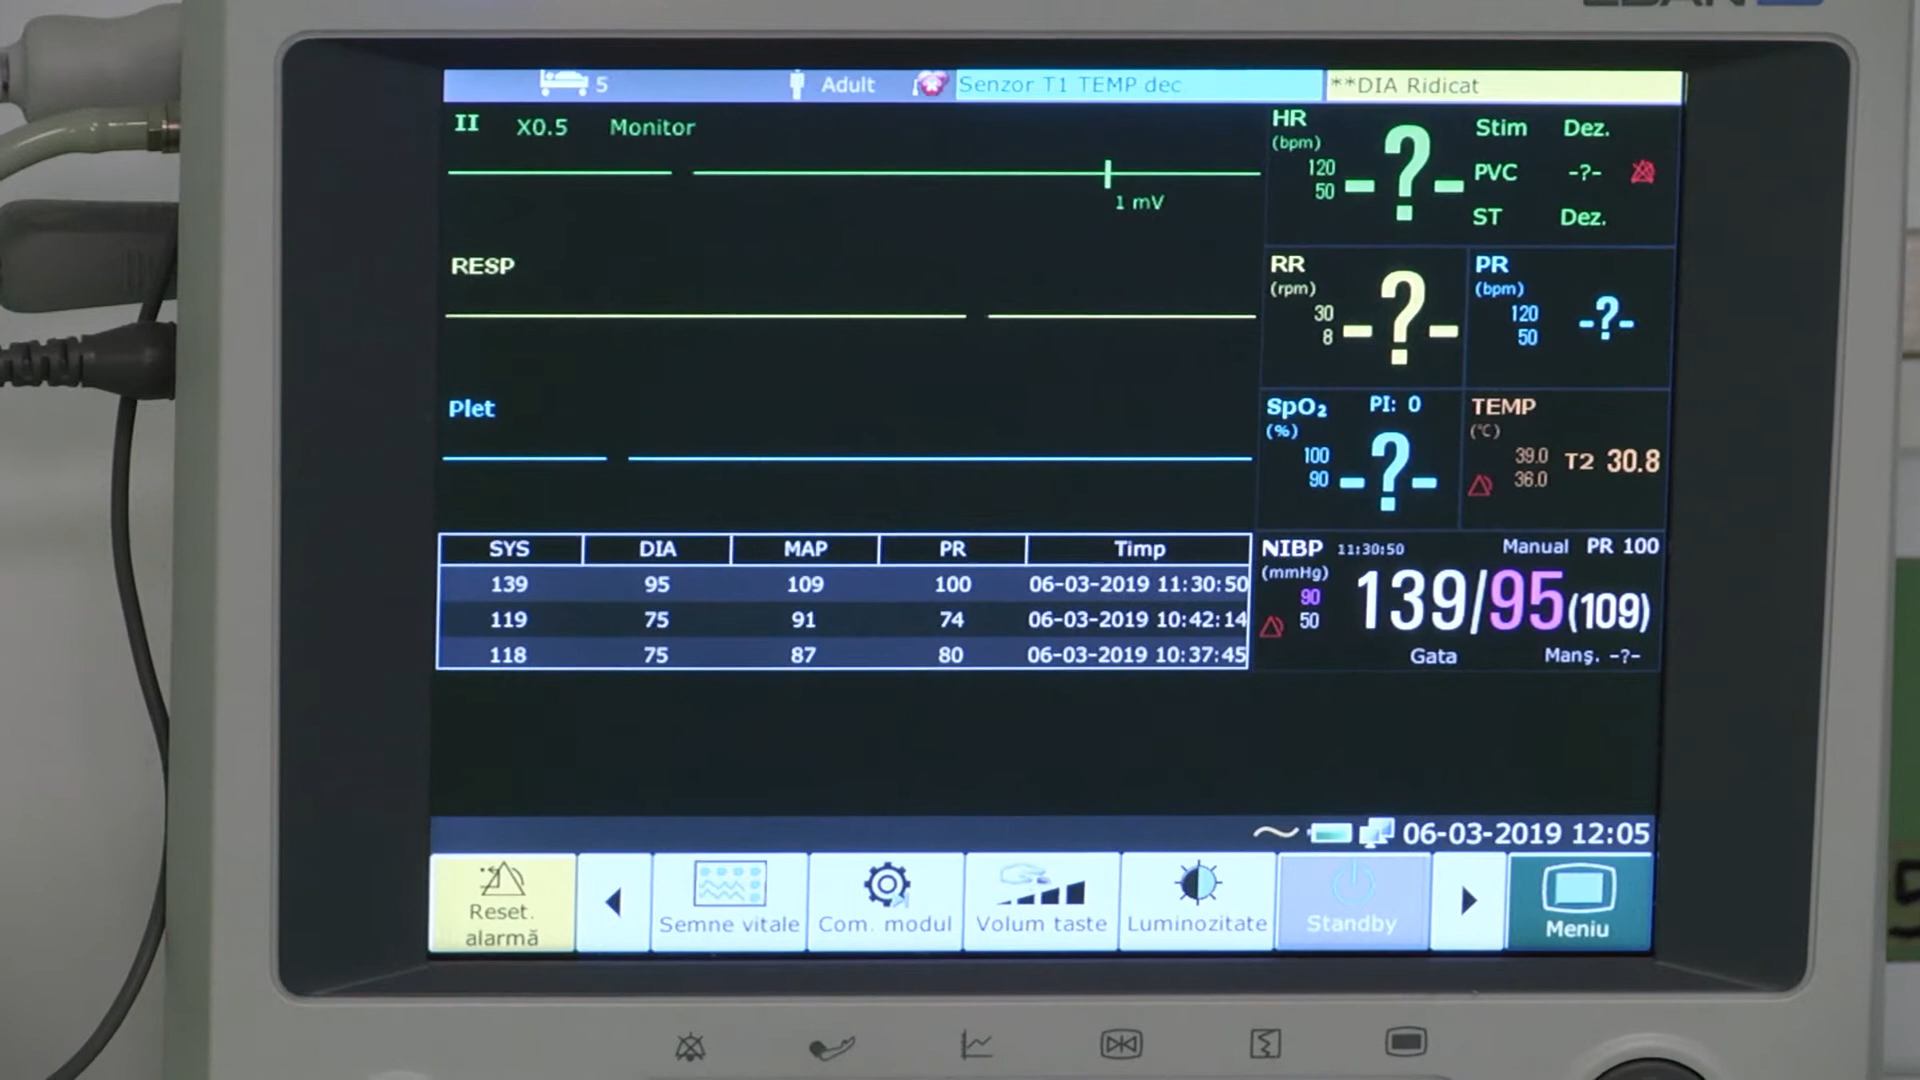 EDAN
5 Adult Senzor T1 TEMP dec **DIA Ridicat
II X0.5 Monitor
1 mV
HR
(bpm)
120
50
-?-
Stim Dez.
PVC -?-
ST Dez.
RESP
RR
(rpm)
30
8
-?-
PR
(bpm)
120
50
-?-
Plet
SpO₂ PI: 0
(%)
100
90
-?-
TEMP
(°C)
39.0
36.0
T2 30.8
SYS DIA MAP PR Timp
139 95 109 100 06-03-2019 11:30:50
119 75 91 74 06-03-2019 10:42:14
118 75 87 80 06-03-2019 10:37:45
NIBP 11:30:50 Manual PR 100
(mmHg)
90
50
139/95(109)
Gata Manş. -?-
06-03-2019 12:05
Reset.
alarmă
Semne vitale
Com. modul
Volum taste
Luminozitate
Standby
Meniu